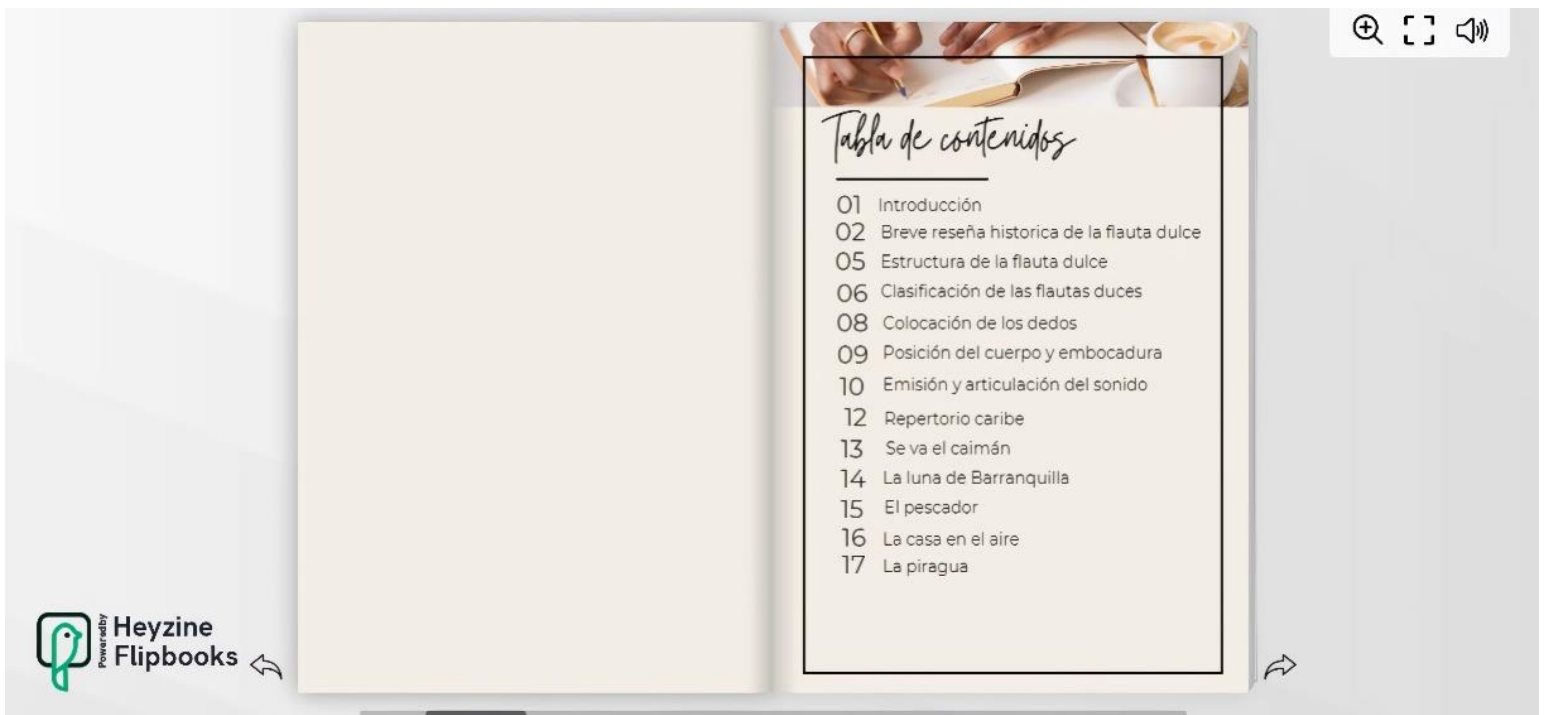 Tabla de contenidos
01 Introducción
02 Breve reseña historica de la flauta dulce
05 Estructura de la flauta dulce
06 Clasificación de las flautas duces
08 Colocación de los dedos
09 Posición del cuerpo y embocadura
10 Emisión y articulación del sonido
12 Repertorio caribe
13 Se va el caimán
14 La luna de Barranquilla
15 El pescador
16 La casa en el aire
17 La piragua
Powered by
Heyzine
Flipbooks